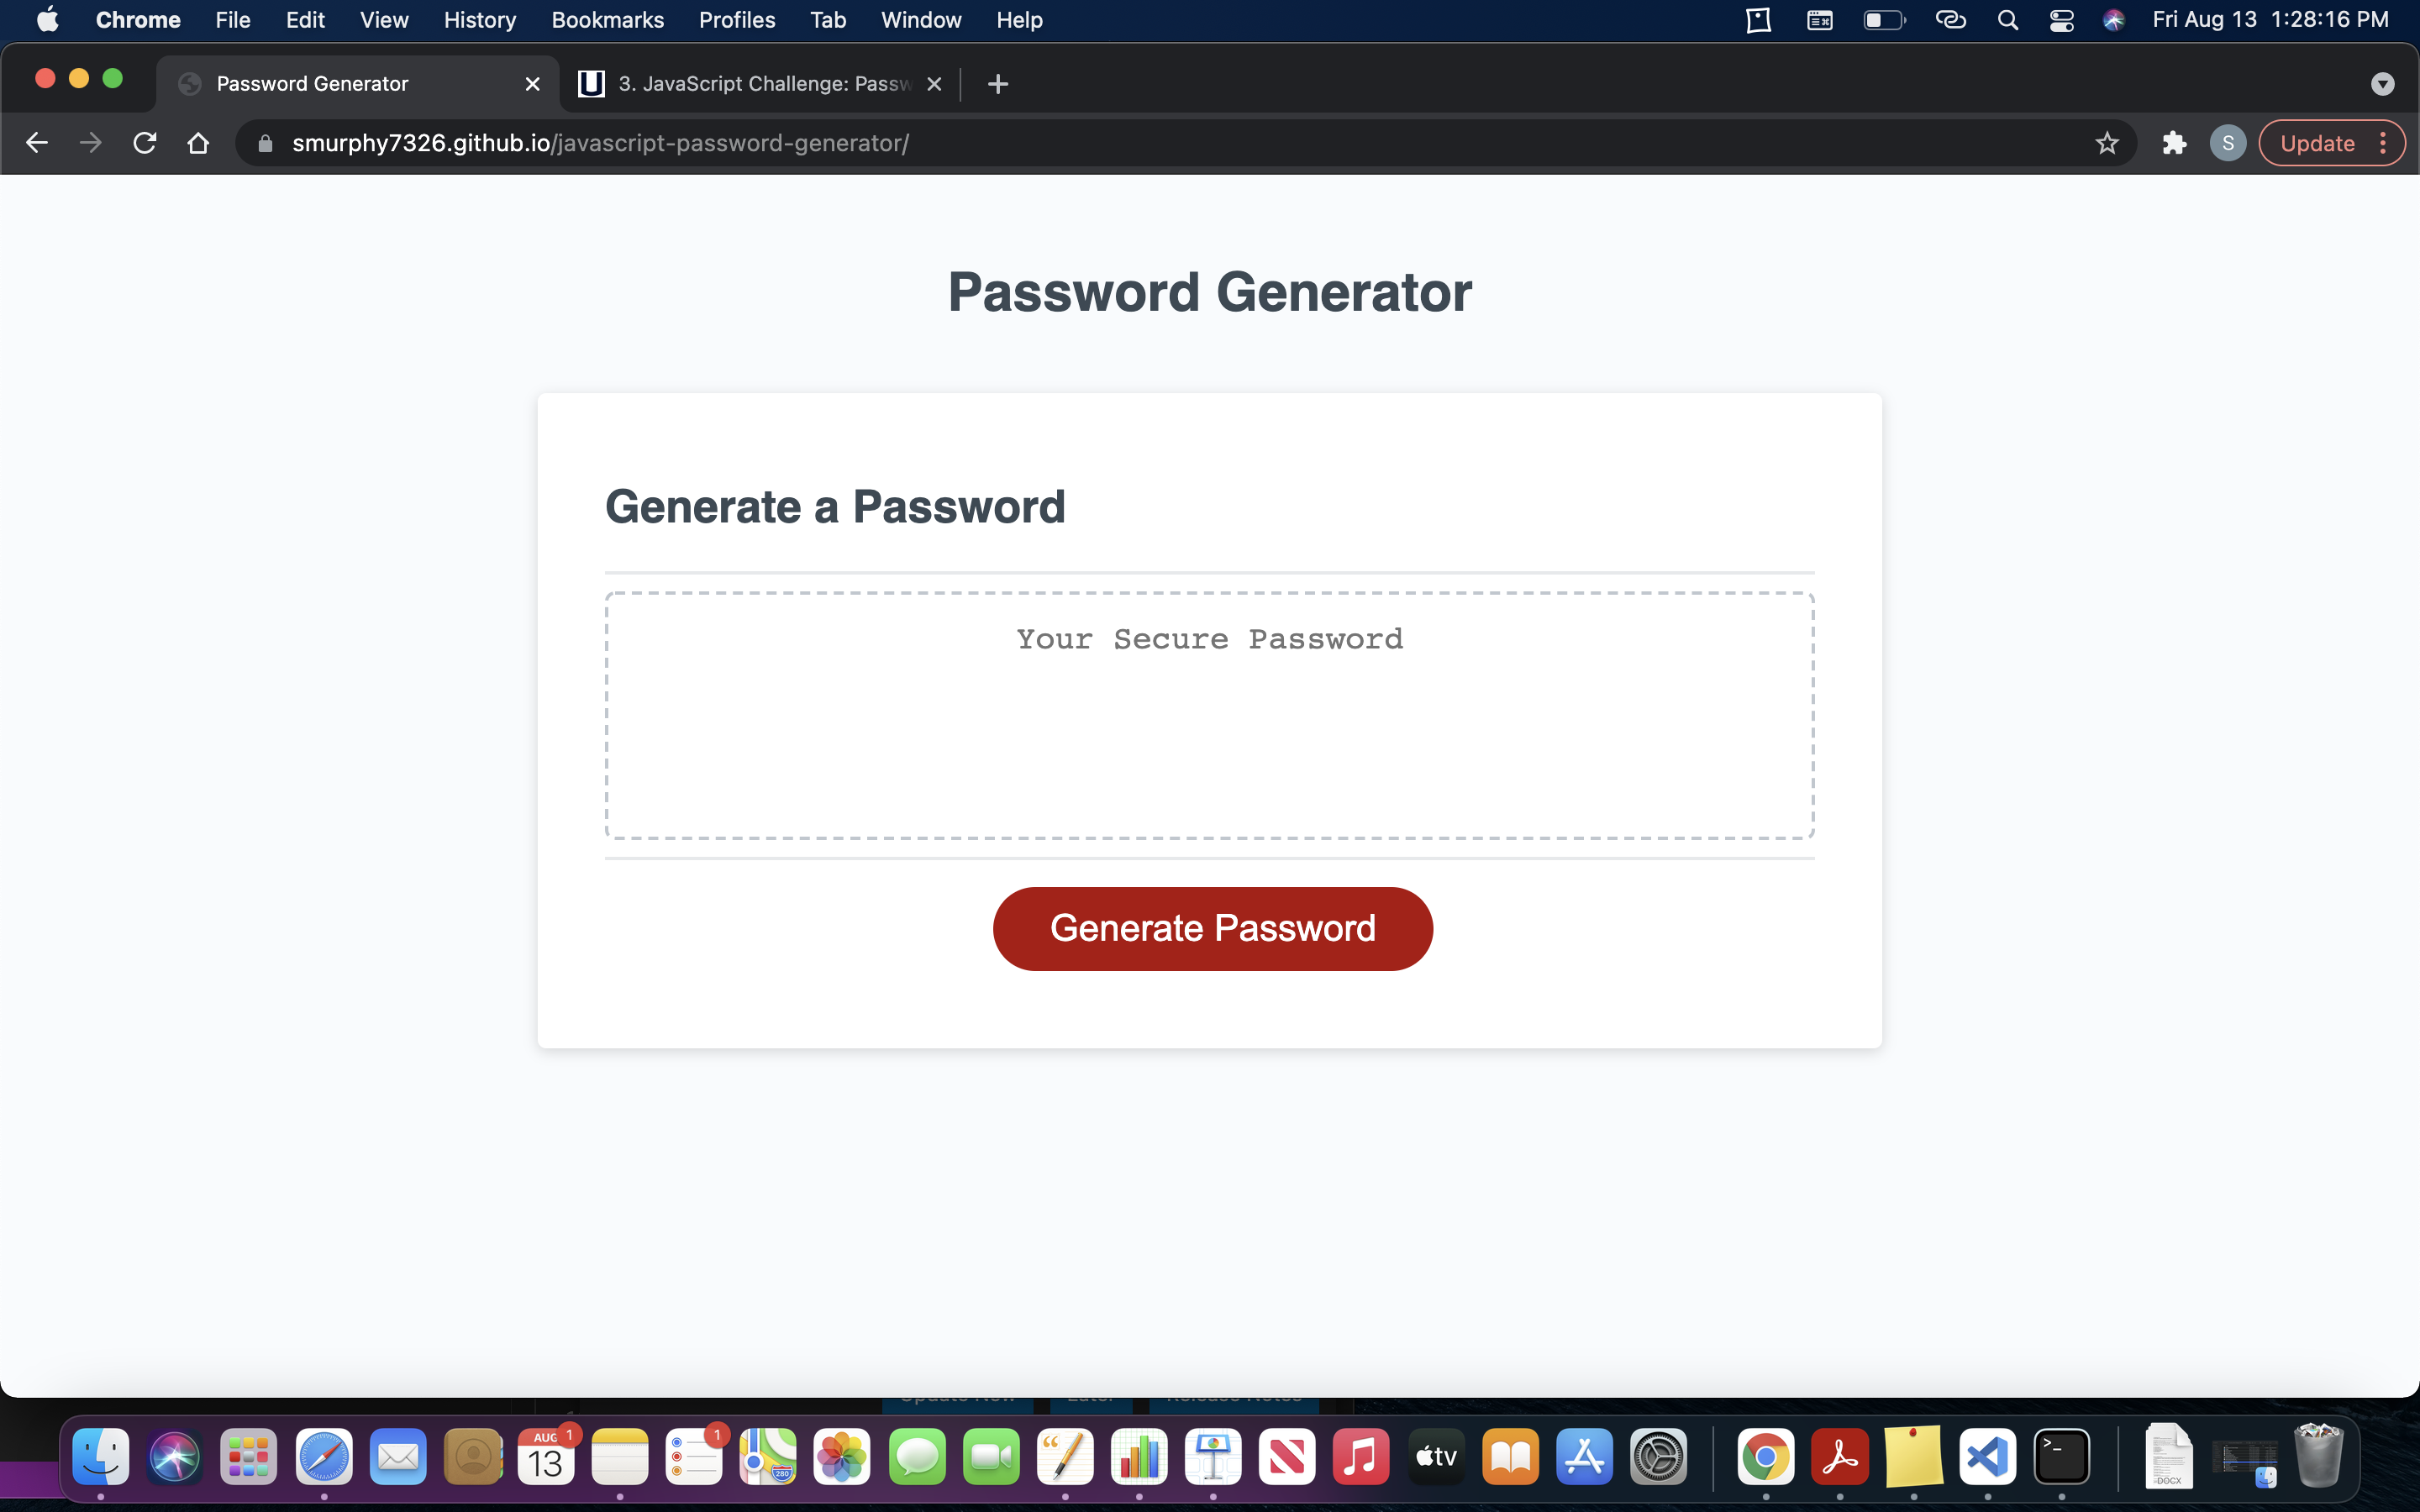 Chrome File Edit View History Bookmarks Profiles Tab Window Help Fri Aug 13 1:28:16 PM
Password Generator 3. JavaScript Challenge: Passw
smurphy7326.github.io/javascript-password-generator/ S Update
Password Generator
Generate a Password
Your Secure Password
Generate Password
AUG 1
13
1
280
tv
>_
DOCX